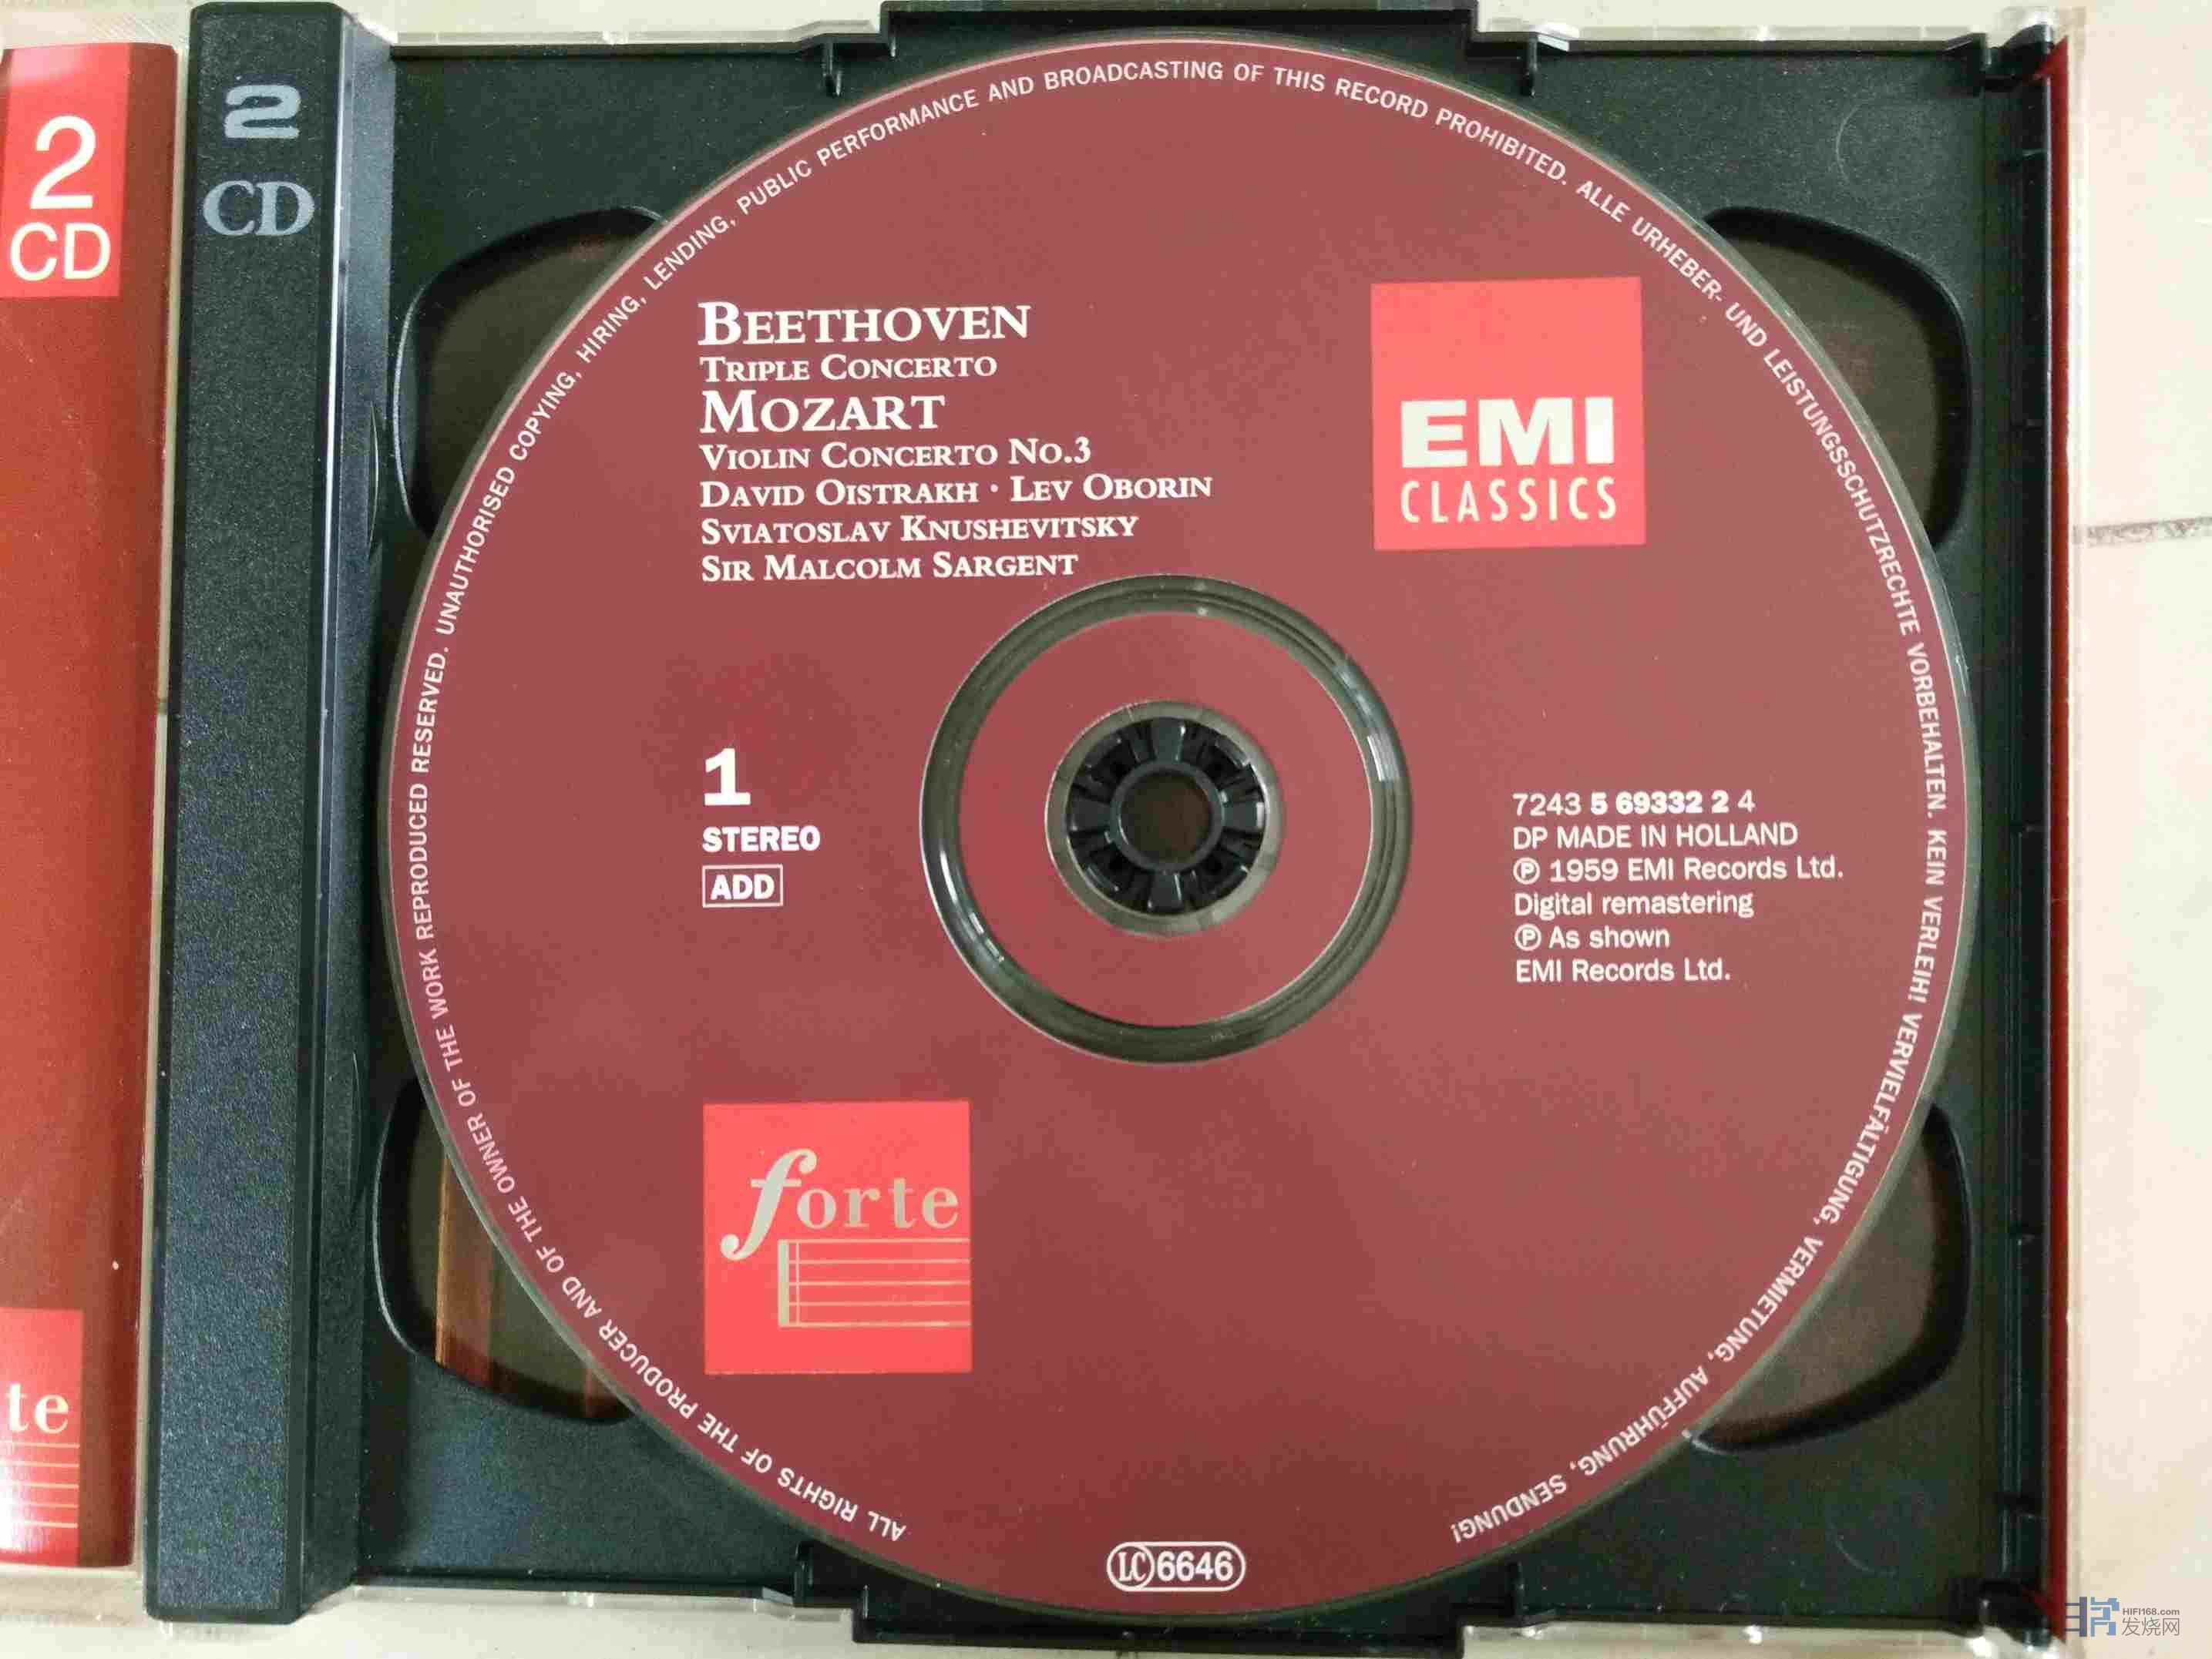 2
CD
te
2
CD
ALL RIGHTS OF THE PRODUCER AND OF THE OWNER OF THE WORK REPRODUCED RESERVED. UNAUTHORISED COPYING, HIRING, LENDING, PUBLIC PERFORMANCE AND BROADCASTING OF THIS RECORD PROHIBITED. ALLE URHEBER- UND LEISTUNGSSCHUTZRECHTE VORBEHALTEN. KEIN VERLEIH! VERVIELFÄLTIGUNG, VERMIETUNG, AUFFÜHRUNG, SENDUNG!
BEETHOVEN
TRIPLE CONCERTO
MOZART
VIOLIN CONCERTO NO.3
DAVID OISTRAKH · LEV OBORIN
SVIATOSLAV KNUSHEVITSKY
SIR MALCOLM SARGENT
EMI
CLASSICS
1
STEREO
ADD
7243 5 69332 2 4
DP MADE IN HOLLAND
Ⓟ 1959 EMI Records Ltd.
Digital remastering
Ⓟ As shown
EMI Records Ltd.
forte
LC 6646
HIFI168.com
发烧网